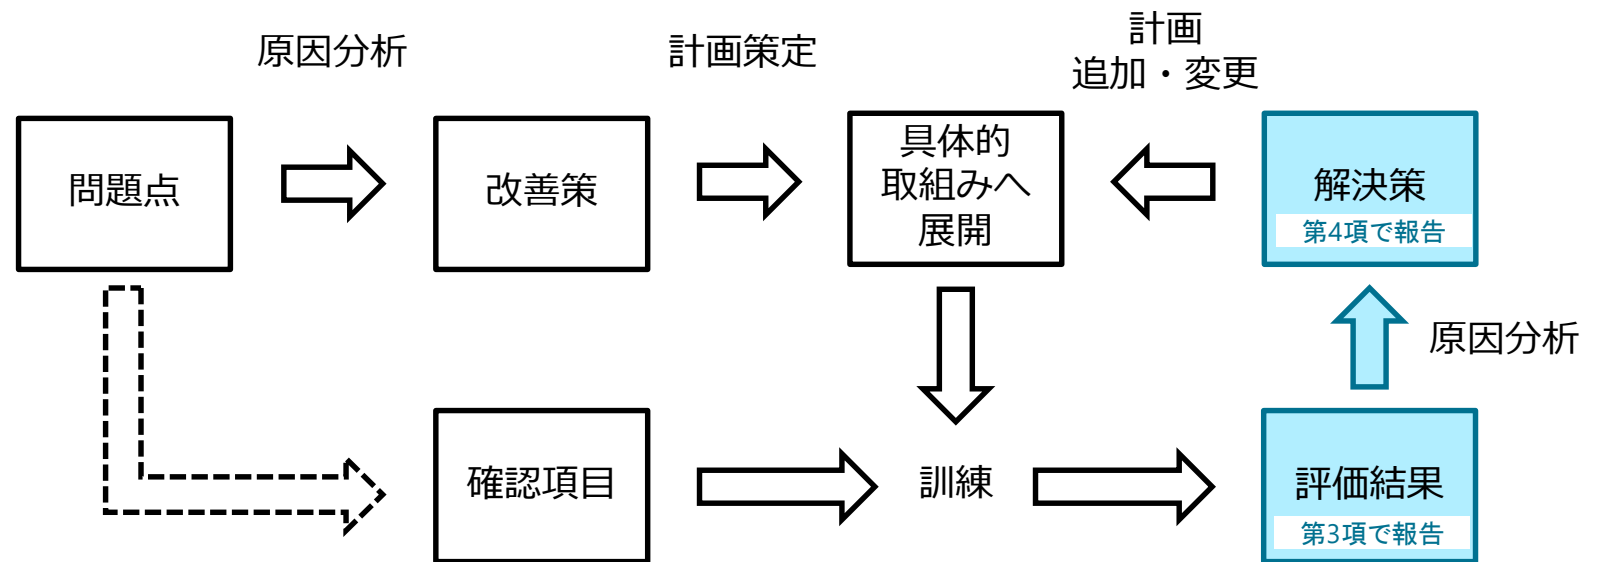 原因分析
計画策定
計画
追加・変更
問題点
改善策
具体的
取組みへ
展開
解決策
第4項で報告
原因分析
確認項目
訓練
評価結果
第3項で報告